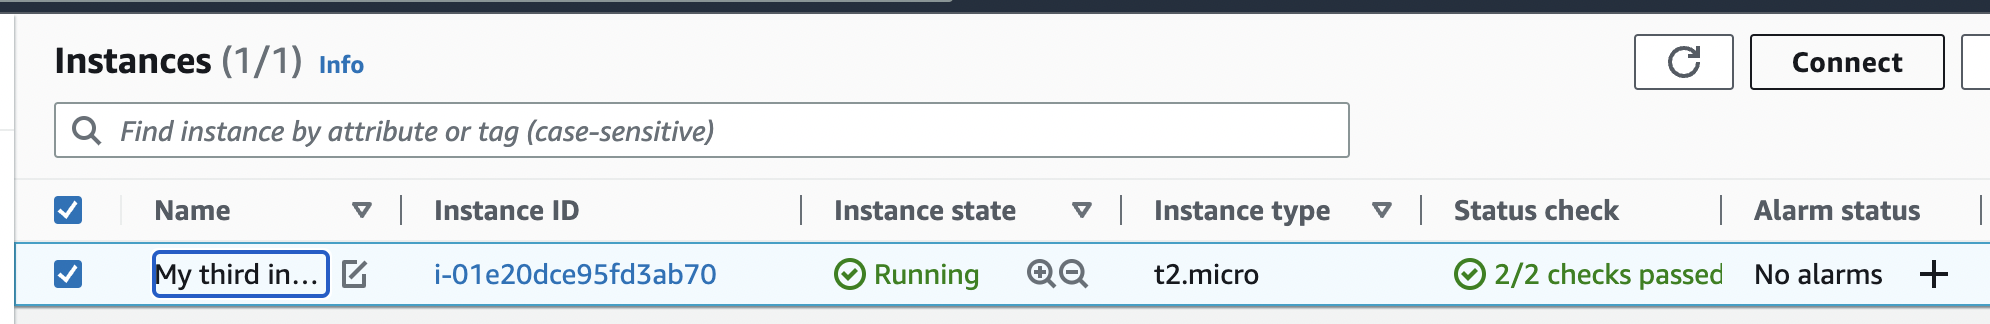 Instances (1/1) Info
Connect
Find instance by attribute or tag (case-sensitive)
Name Instance ID Instance state Instance type Status check Alarm status
My third in... i-01e20dce95fd3ab70 Running t2.micro 2/2 checks passed No alarms +